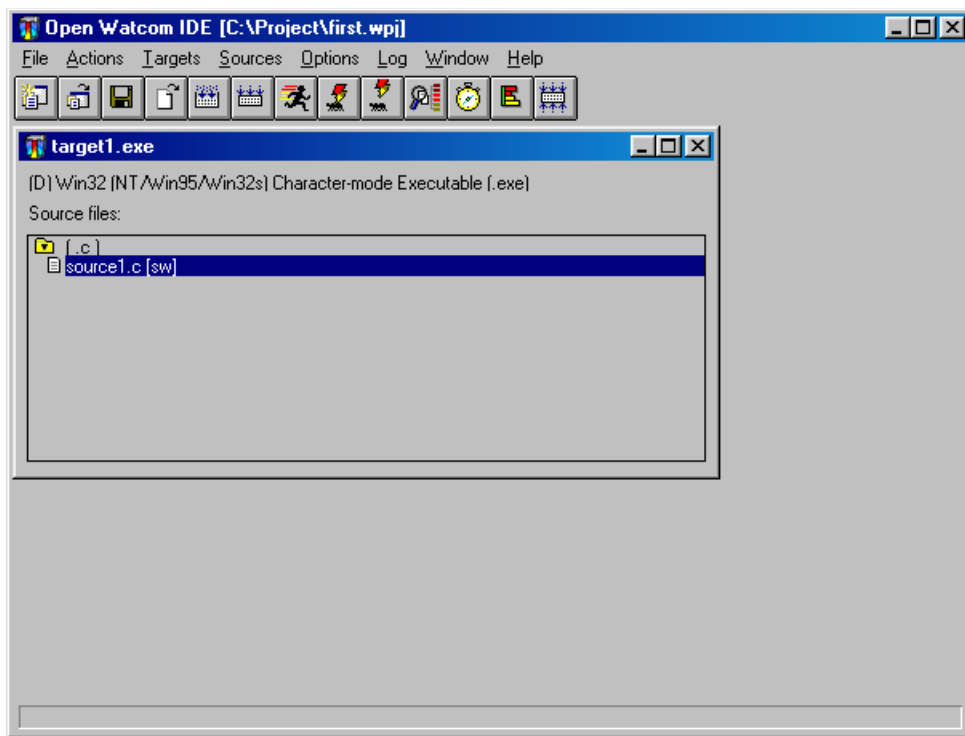 Open Watcom IDE [C:\Project\first.wpj]
File Actions Targets Sources Options Log Window Help
target1.exe
(D) Win32 (NT/Win95/Win32s) Character-mode Executable (.exe)
Source files:
( .c )
source1.c [sw]